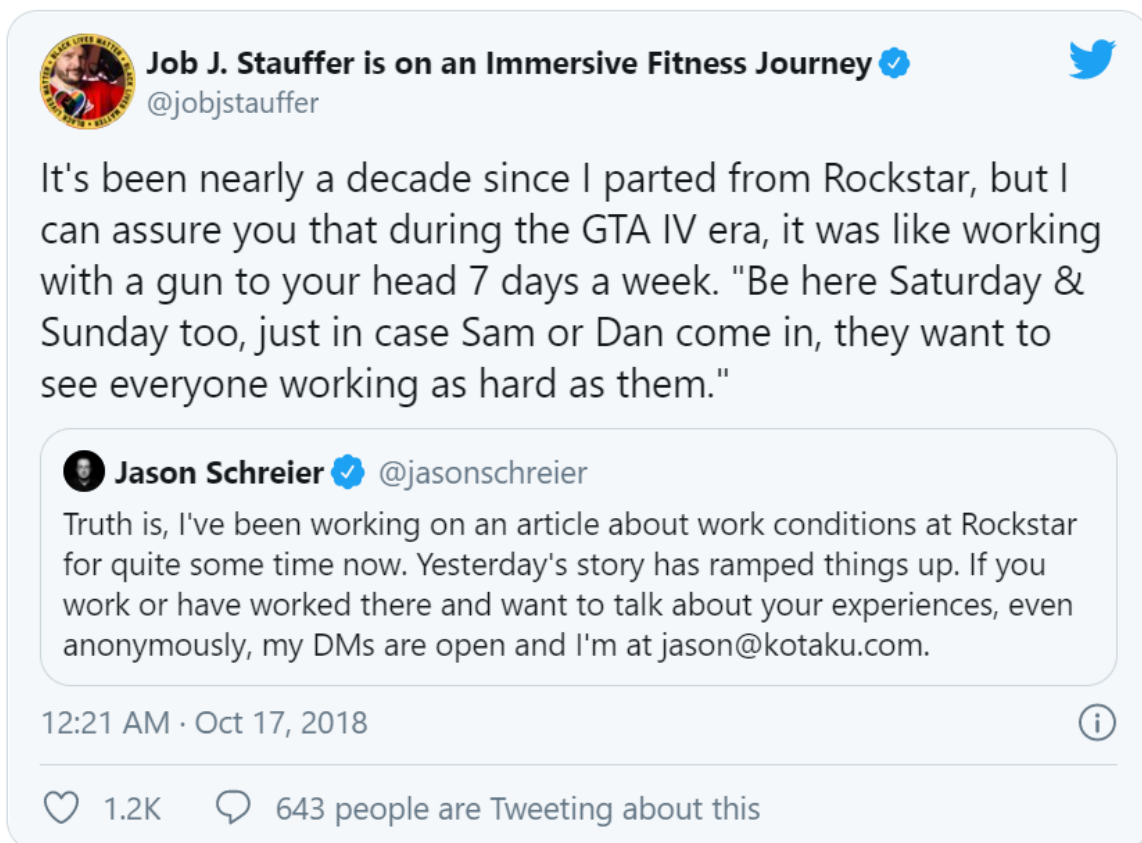 Job J. Stauffer is on an Immersive Fitness Journey
@jobjstauffer
It's been nearly a decade since I parted from Rockstar, but I
can assure you that during the GTA IV era, it was like working
with a gun to your head 7 days a week. "Be here Saturday &
Sunday too, just in case Sam or Dan come in, they want to
see everyone working as hard as them."
Jason Schreier @jasonschreier
Truth is, I've been working on an article about work conditions at Rockstar
for quite some time now. Yesterday's story has ramped things up. If you
work or have worked there and want to talk about your experiences, even
anonymously, my DMs are open and I'm at jason@kotaku.com.
12:21 AM · Oct 17, 2018
1.2K 643 people are Tweeting about this
BLACK LIVES MATTER